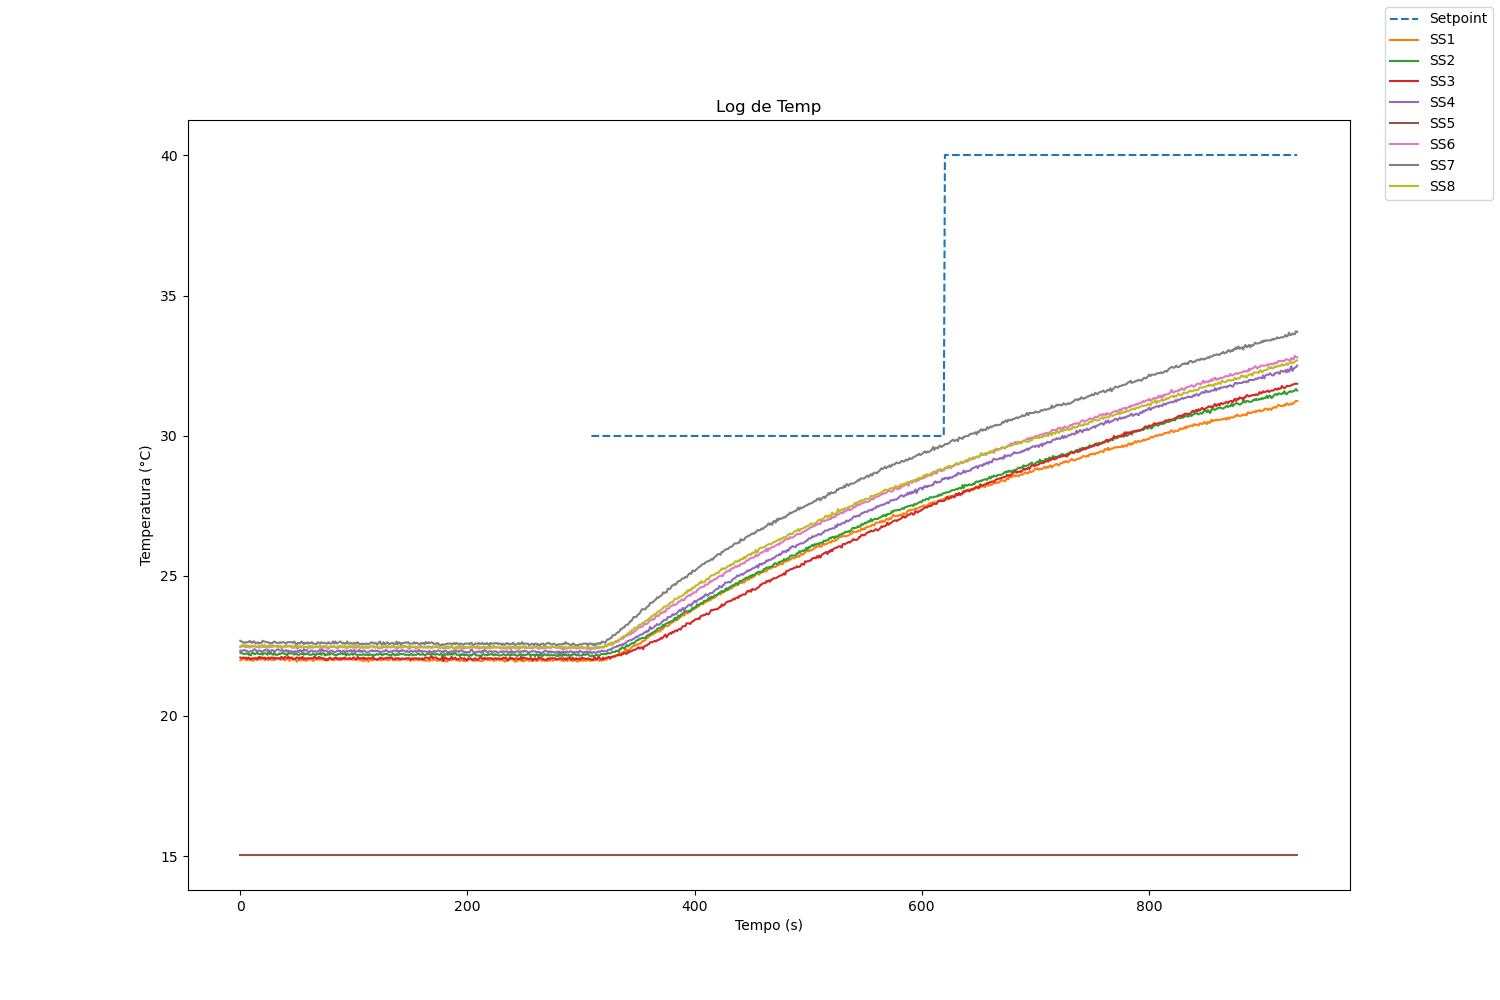 Setpoint
SS1
SS2
SS3
SS4
SS5
SS6
SS7
SS8
Log de Temp
40
35
30
25
20
15
Temperatura (°C)
0 200 400 600 800
Tempo (s)